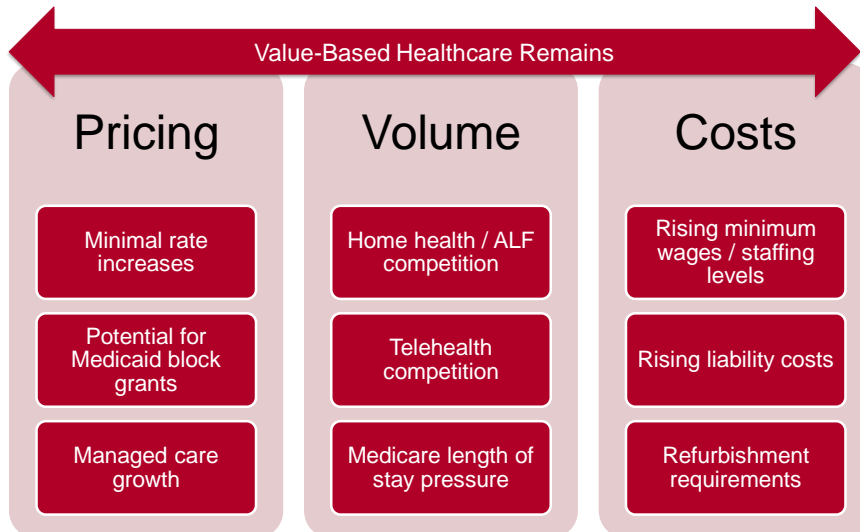 Value-Based Healthcare Remains
Pricing
Minimal rate
increases
Potential for
Medicaid block
grants
Managed care
growth
Volume
Home health / ALF
competition
Telehealth
competition
Medicare length of
stay pressure
Costs
Rising minimum
wages / staffing
levels
Rising liability costs
Refurbishment
requirements